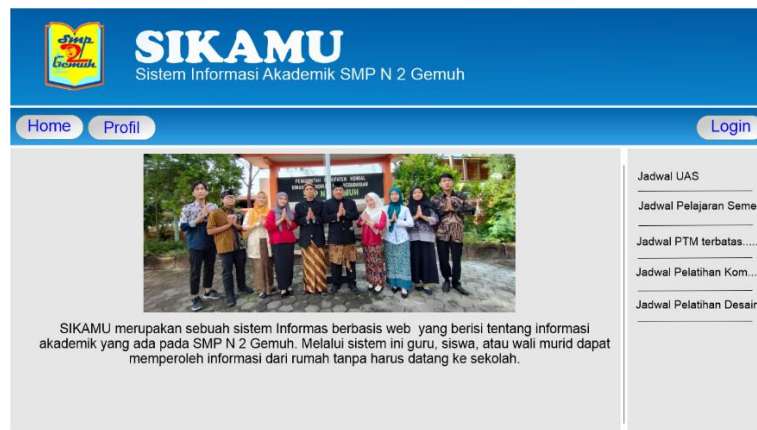 Smp
2
Gemuh
SIKAMU
Sistem Informasi Akademik SMP N 2 Gemuh
Home
Profil
Login
PEMERINTAH KABUPATEN KENDAL
SIKAMU merupakan sebuah sistem Informas berbasis web yang berisi tentang informasi
akademik yang ada pada SMP N 2 Gemuh. Melalui sistem ini guru, siswa, atau wali murid dapat
memperoleh informasi dari rumah tanpa harus datang ke sekolah.
Jadwal UAS
Jadwal Pelajaran Seme
Jadwal PTM terbatas.....
Jadwal Pelatihan Kom...
Jadwal Pelatihan Desain